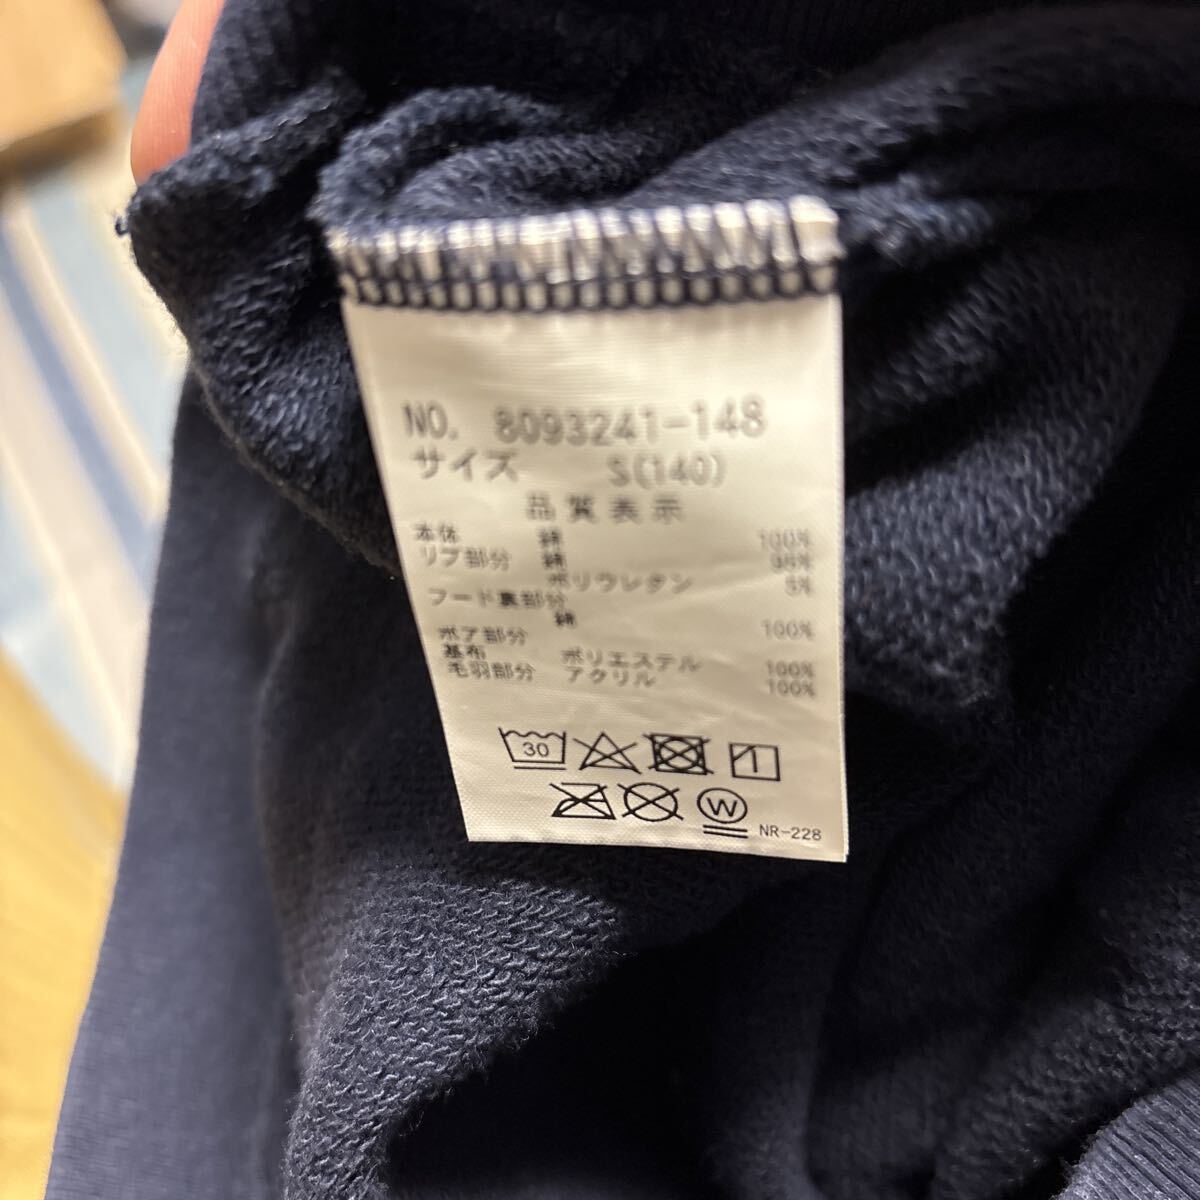 NO. 8093241-148
サイズ S(140)
品質表示
本体 綿 100%
リブ部分 綿 95%
ポリウレタン 5%
フード裏部分
綿 100%
ボア部分
基布 ポリエステル 100%
毛羽部分 アクリル 100%
30
W NR-228